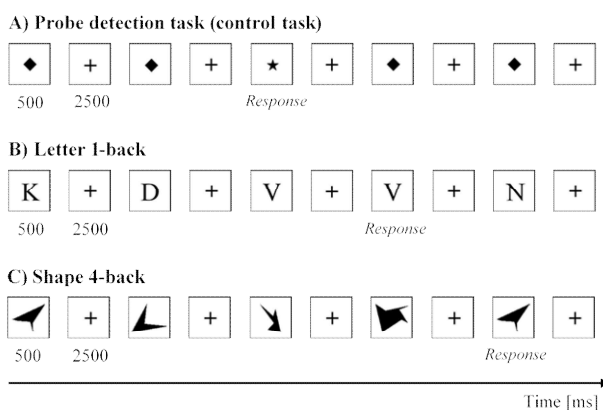 A) Probe detection task (control task)
+ + + + +
500 2500 Response
B) Letter 1-back
K + D + V + V + N +
500 2500 Response
C) Shape 4-back
+ + + + +
500 2500 Response
Time [ms]